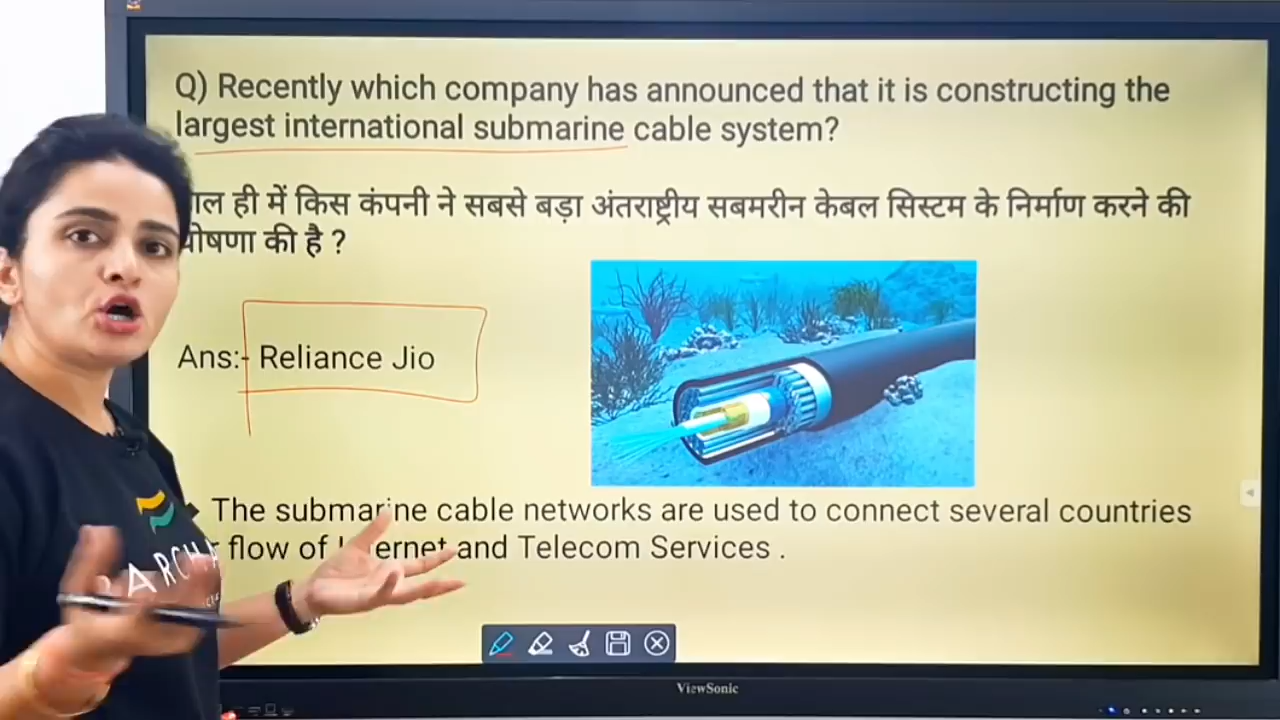 Q) Recently which company has announced that it is constructing the
largest international submarine cable system?
ही में किस कंपनी ने सबसे बड़ा अंतराष्ट्रीय सबमरीन केबल सिस्टम के निर्माण करने की
की है ?
Ans:- Reliance Jio
The submarine cable networks are used to connect several countries
flow of and Telecom Services .
ViewSonic